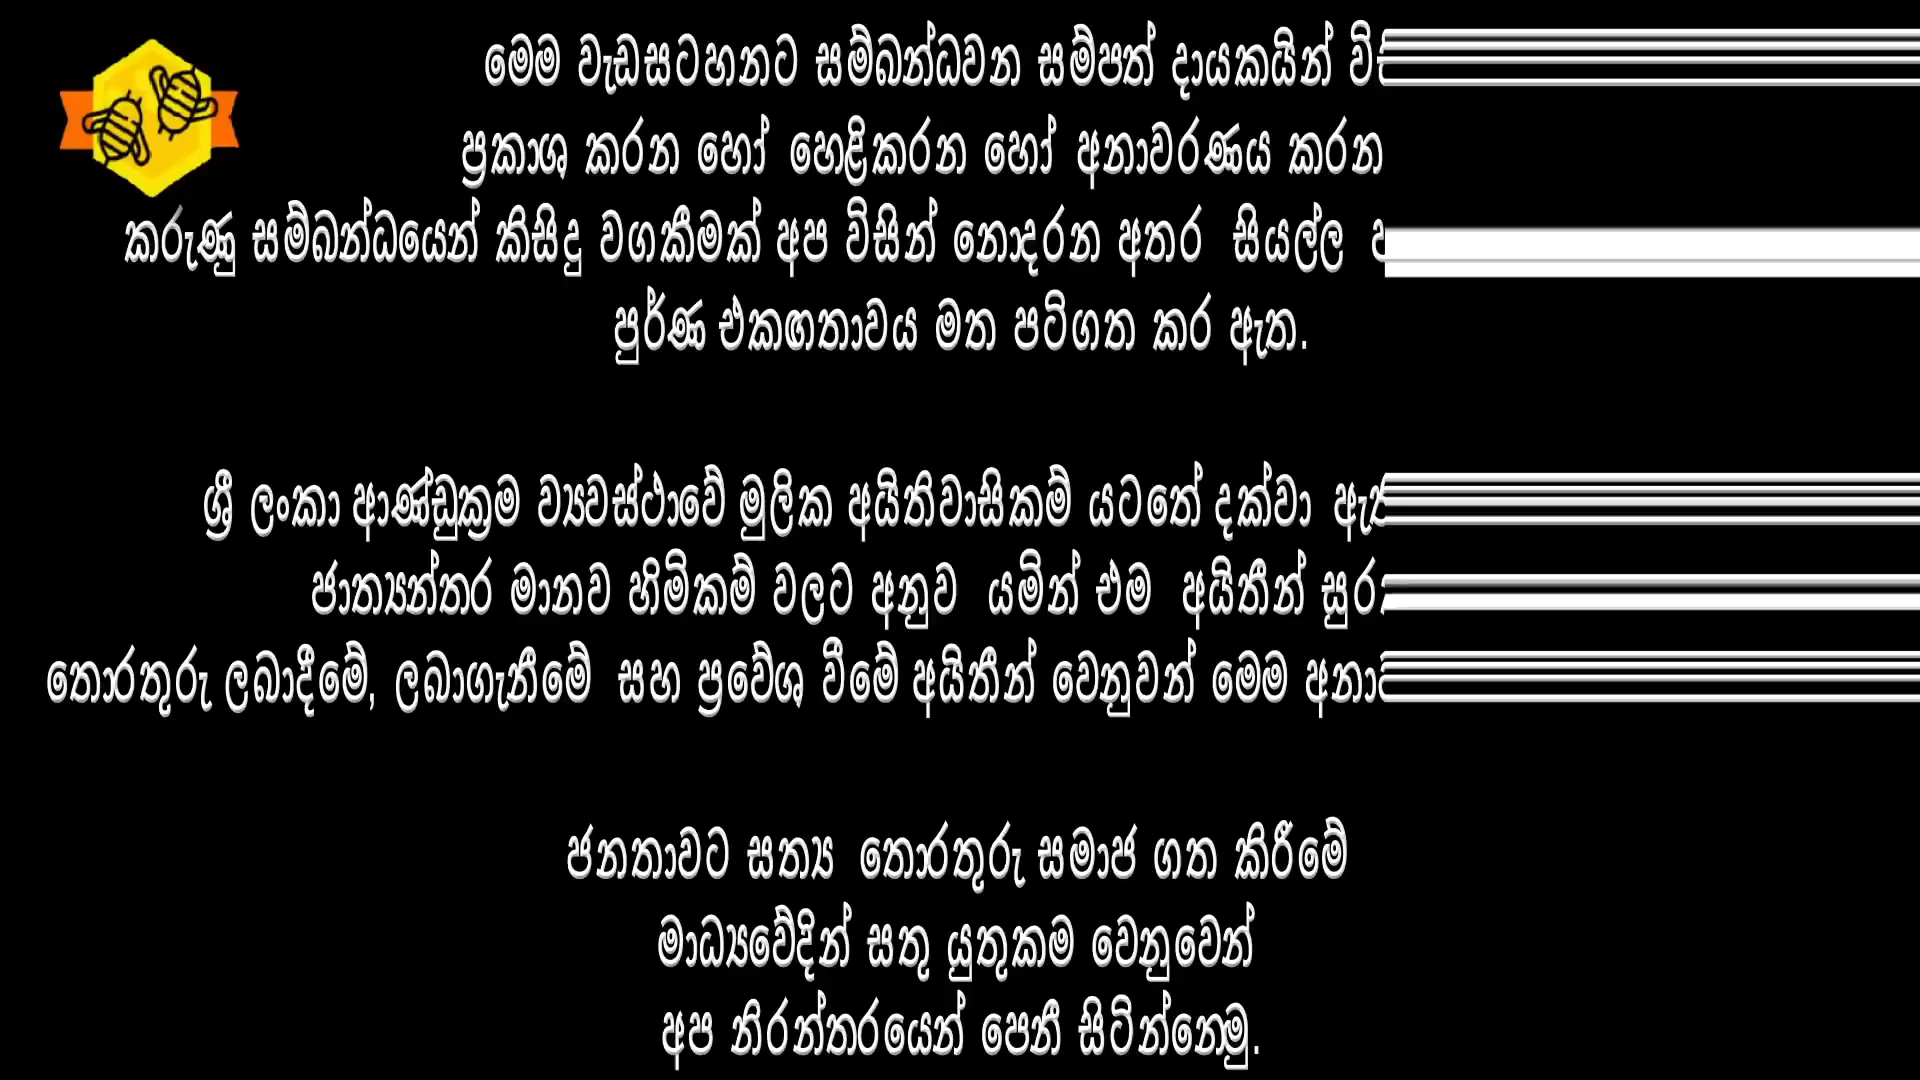 මෙම වැඩසටහනට සම්බන්ධවන සම්පත් දායකයින්
ප්‍රකාශ කරන හෝ හෙළිකරන හෝ අනාවරණය කරන
කරුණු සම්බන්ධයෙන් කිසිදු වගකීමක් අප විසින් නොදරන අතර සියල්ල
පුර්ණ එකඟතාවය මත පටිගත කර ඇත.
ශ්‍රී ලංකා ආණ්ඩුක්‍රම ව්‍යවස්ථාවේ මුලික අයිතිවාසිකම් යටතේ දක්වා
ජාත්‍යන්තර මානව හිමිකම් වලට අනුව යම්න් එම අයිතීන්
තොරතුරු ලබාදීමේ, ලබාගැනීමේ සහ ප්‍රවේශ වීමේ අයිතීන් වෙනුවන් මෙම
ජනතාවට සත්‍ය තොරතුරු සමාජ ගත කිරීමේ
මාධ්‍යවේදින් සතු යුතුකම වෙනුවෙන්
අප නිරන්තරයෙන් පෙනී සිටින්නෙමු.